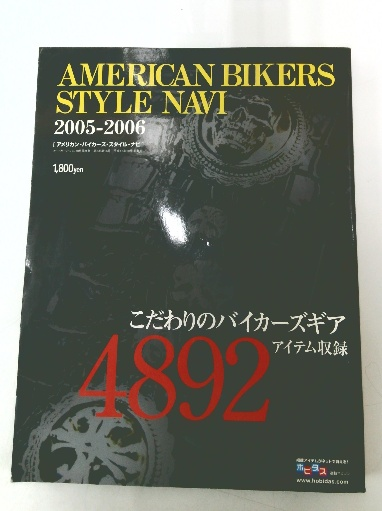 AMERICAN BIKERS
STYLE NAVI
2005-2006
[アメリカン・バイカーズ・スタイル・ナビ]
1,800yen
こだわりのバイカーズギア
4892
アイテム収録
ホビダス
www.hobidas.com